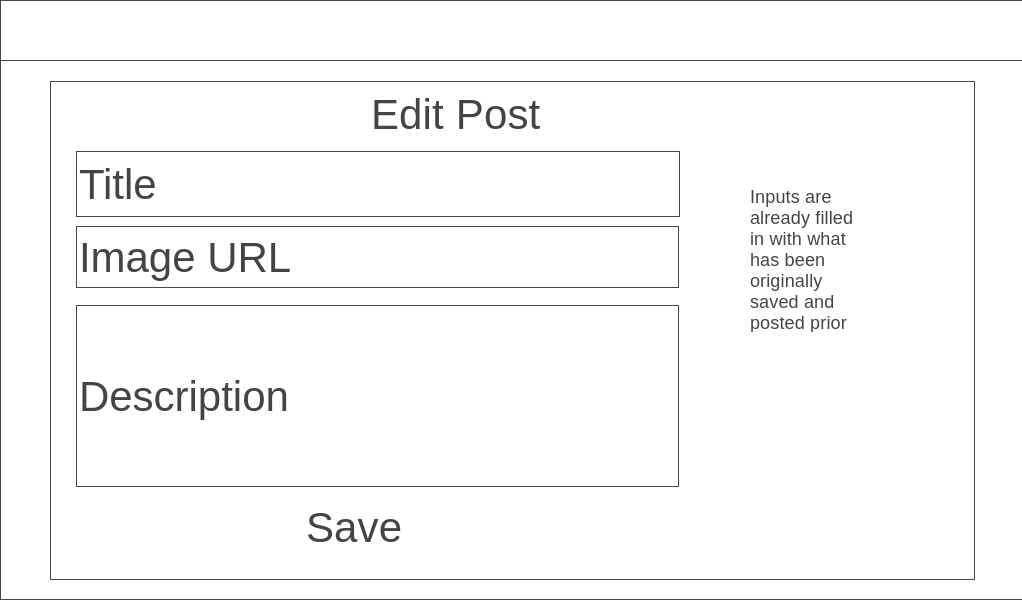 Edit Post
Title
Image URL
Description
Save
Inputs are
already filled
in with what
has been
originally
saved and
posted prior